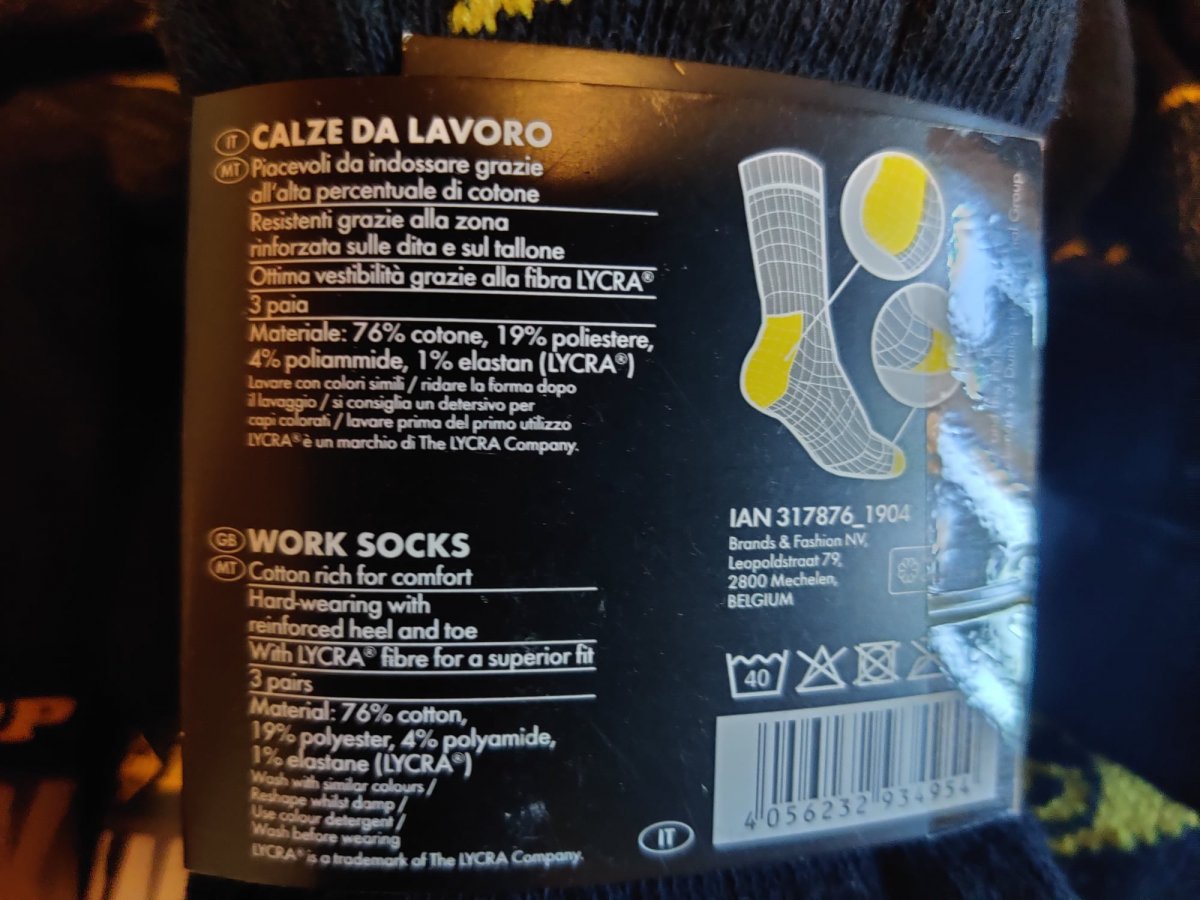 IT CALZE DA LAVORO
MT Piacevoli da indossare grazie
all'alta percentuale di cotone
Resistenti grazie alla zona
rinforzata sulle dita e sul tallone
Ottima vestibilità grazie alla fibra LYCRA®
3 paia
Materiale: 76% cotone, 19% poliestere,
4% poliammide, 1% elastan (LYCRA®)
Lavare con colori simili / ridare la forma dopo
il lavaggio / si consiglia un detersivo per
capi colorati / lavare prima del primo utilizzo
LYCRA® è un marchio di The LYCRA Company.
GB WORK SOCKS
MT Cotton rich for comfort
Hard-wearing with
reinforced heel and toe
With LYCRA® fibre for a superior fit
3 pairs
Material: 76% cotton,
19% polyester, 4% polyamide,
1% elastane (LYCRA®)
Wash with similar colours /
Reshape whilst damp /
Use colour detergent /
Wash before wearing
LYCRA® is a trademark of The LYCRA Company.
IAN 317876_1904
Brands & Fashion NV,
Leopoldstraat 79,
2800 Mechelen,
BELGIUM
40
4 056232 934954
IT
Group